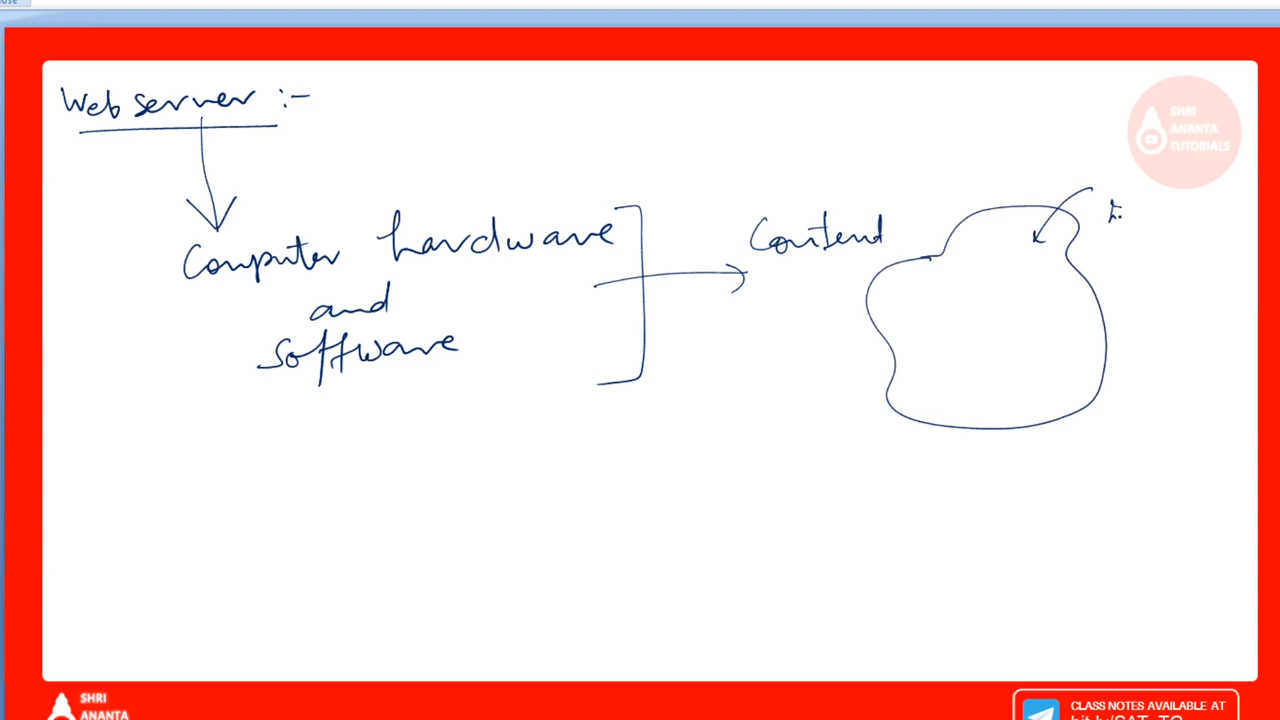 Web server :-
Computer hardware
and
software
Content
SHRI
ANANTA
TUTORIALS
SHRI
ANANTA
CLASS NOTES AVAILABLE AT